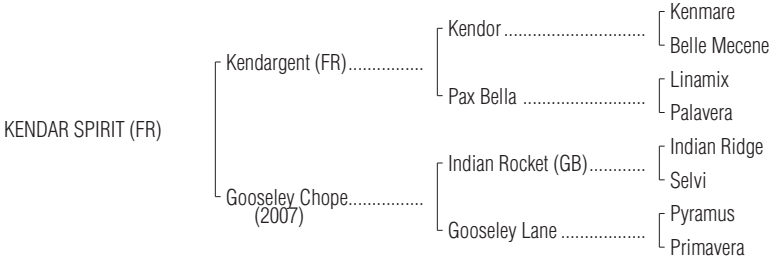 Kenmare
Kendor
Belle Mecene
Kendargent (FR)
Linamix
Pax Bella
Palavera
KENDAR SPIRIT (FR)
Indian Ridge
Indian Rocket (GB)
Selvi
Gooseley Chope
(2007)
Pyramus
Gooseley Lane
Primavera